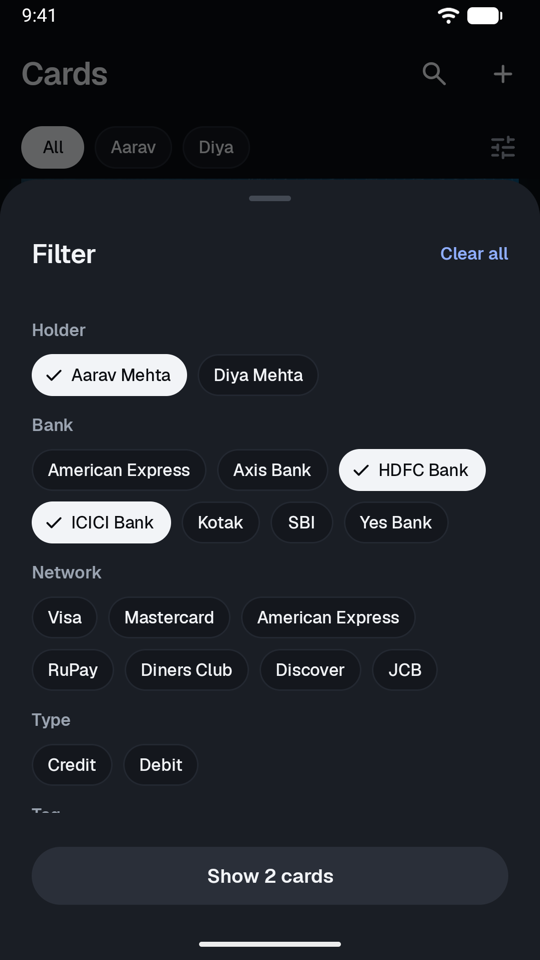 9:41
Cards
All Aarav Diya
Filter Clear all
Holder
Aarav Mehta Diya Mehta
Bank
American Express Axis Bank HDFC Bank
ICICI Bank Kotak SBI Yes Bank
Network
Visa Mastercard American Express
RuPay Diners Club Discover JCB
Type
Credit Debit
Show 2 cards